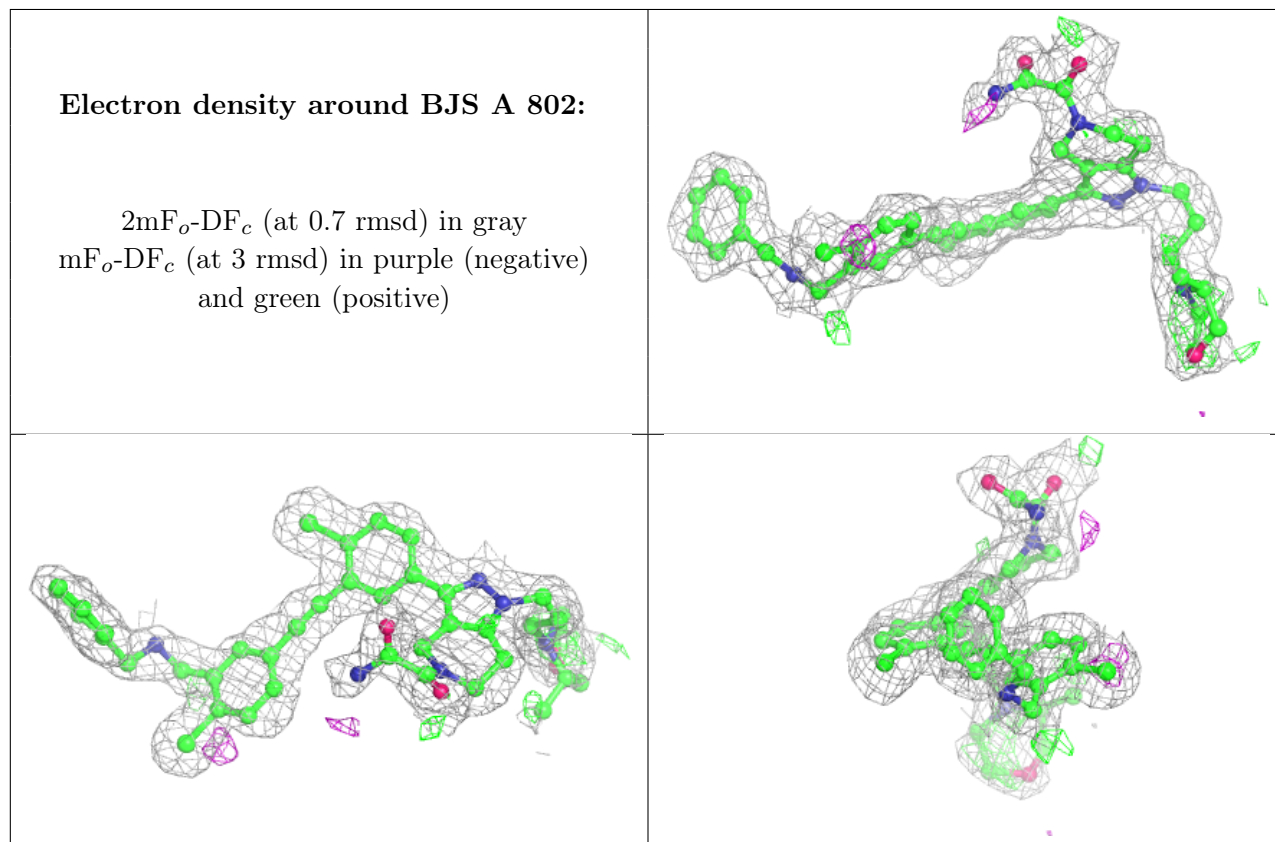 Electron density around BJS A 802:
2mFo-DFc (at 0.7 rmsd) in gray
mFo-DFc (at 3 rmsd) in purple (negative)
and green (positive)